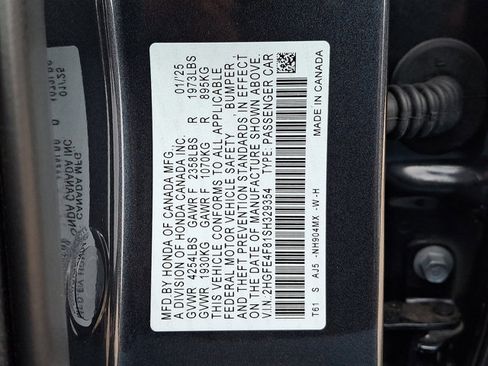 MFD.BY HONDA OF CANADA MFG.
A DIVISION OF HONDA CANADA INC. 01/25
GVWR 4254LBS GAWR F 2358LBS R 1973LBS
GVWR 1930KG GAWR F 1070KG R 895KG
THIS VEHICLE CONFORMS TO ALL APPLICABLE
FEDERAL MOTOR VEHICLE SAFETY, BUMPER,
AND THEFT PREVENTION STANDARDS IN EFFECT
ON THE DATE OF MANUFACTURE SHOWN ABOVE.
V.I.N: 2HGFE4F81SH329354 TYPE: PASSENGER CAR
T61 S AJ5 -NH904MX -W-H
MADE IN CANADA